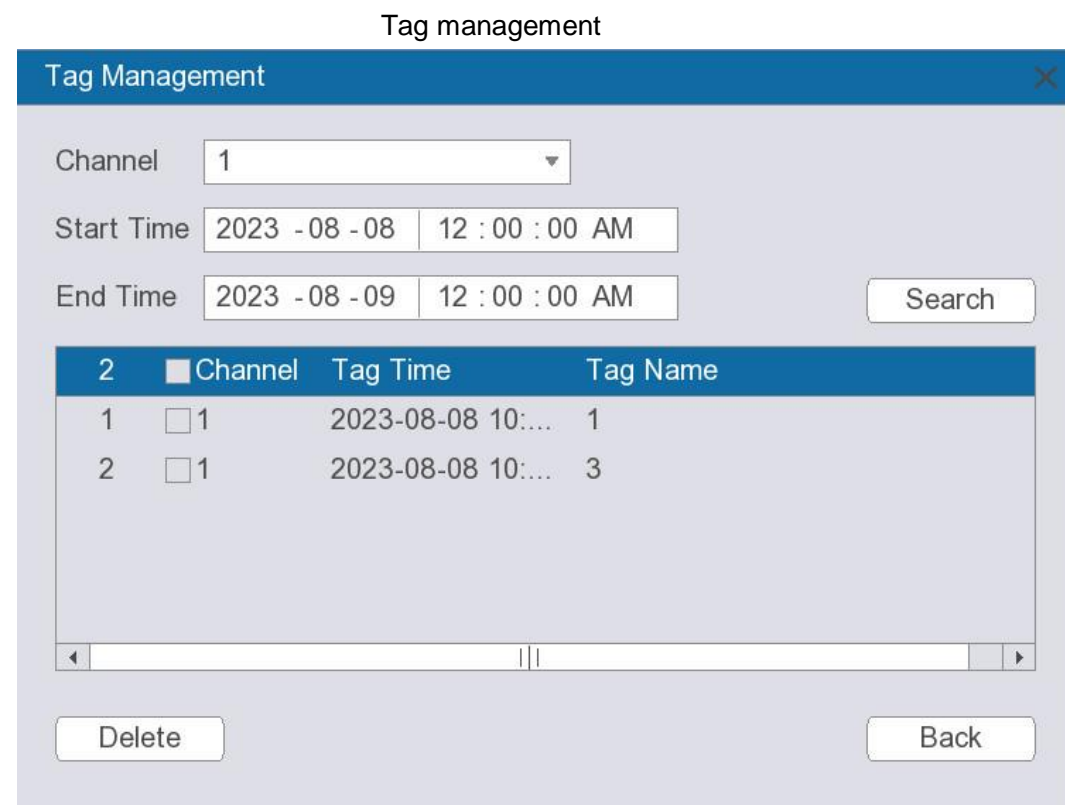 Tag management
Tag Management
Channel 1
Start Time 2023 -08 -08 12 :00 :00 AM
End Time 2023 -08 -09 12 :00 :00 AM
Search
2 Channel Tag Time Tag Name
1 1 2023-08-08 10:... 1
2 1 2023-08-08 10:... 3
Delete Back